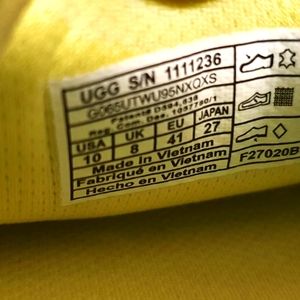 UGG S/N 1111236
G065UTWU95NXQXS
Patents D594,638
Reg. Com. Des. 1057780/1
USA UK EU JAPAN
10 8 41 27
Made in Vietnam
Fabriqué en Vietnam
Hecho en Vietnam
F27020B